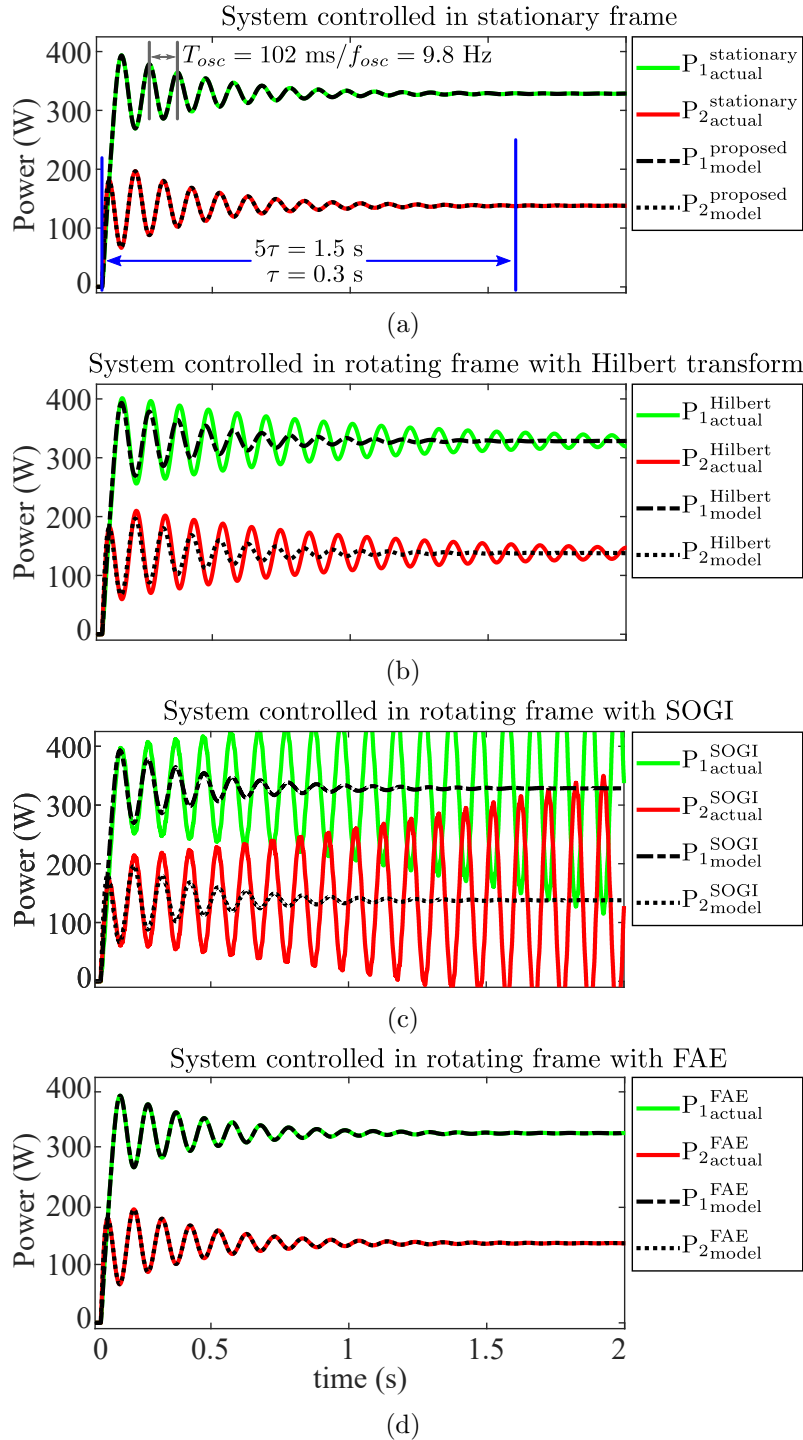 System controlled in stationary frame
400
300
200
100
0
Power (W)
T_osc = 102 ms/f_osc = 9.8 Hz
5τ = 1.5 s
τ = 0.3 s
P₁ stationary actual
P₂ stationary actual
P₁ proposed model
P₂ proposed model
(a)
System controlled in rotating frame with Hilbert transform
400
300
200
100
0
Power (W)
0.5
1
1.5
2
P₁ Hilbert actual
P₂ Hilbert actual
P₁ Hilbert model
P₂ Hilbert model
(b)
System controlled in rotating frame with SOGI
400
300
200
100
0
Power (W)
P₁ SOGI actual
P₂ SOGI actual
P₁ SOGI model
P₂ SOGI model
(c)
System controlled in rotating frame with FAE
400
300
200
100
0
Power (W)
0
0.5
1
1.5
2
time (s)
P₁ FAE actual
P₂ FAE actual
P₁ FAE model
P₂ FAE model
(d)